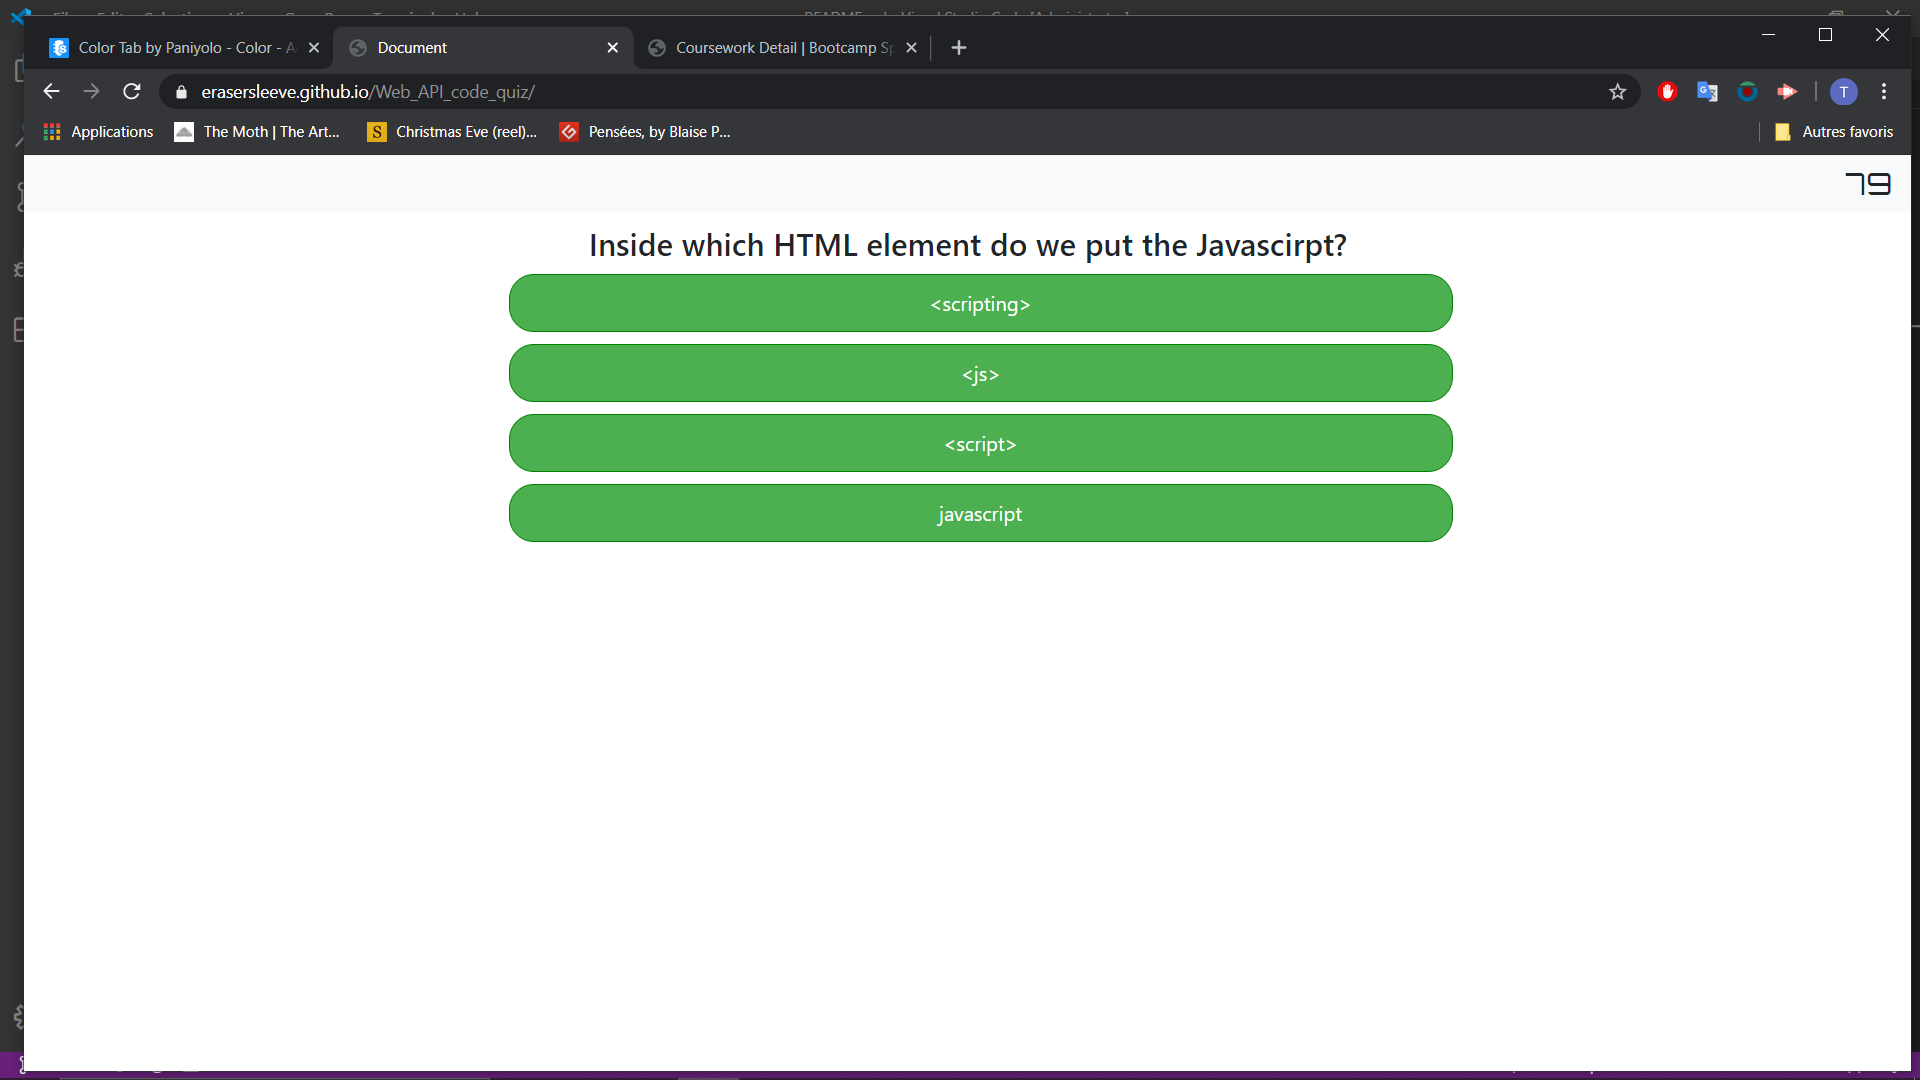 Color Tab by Paniyolo - Color - A
Document
Coursework Detail | Bootcamp Sp
erasersleeve.github.io/Web_API_code_quiz/
T
Applications
The Moth | The Art...
S
Christmas Eve (reel)...
Pensées, by Blaise P...
Autres favoris
79
Inside which HTML element do we put the Javascirpt?
<scripting>
<js>
<script>
javascript